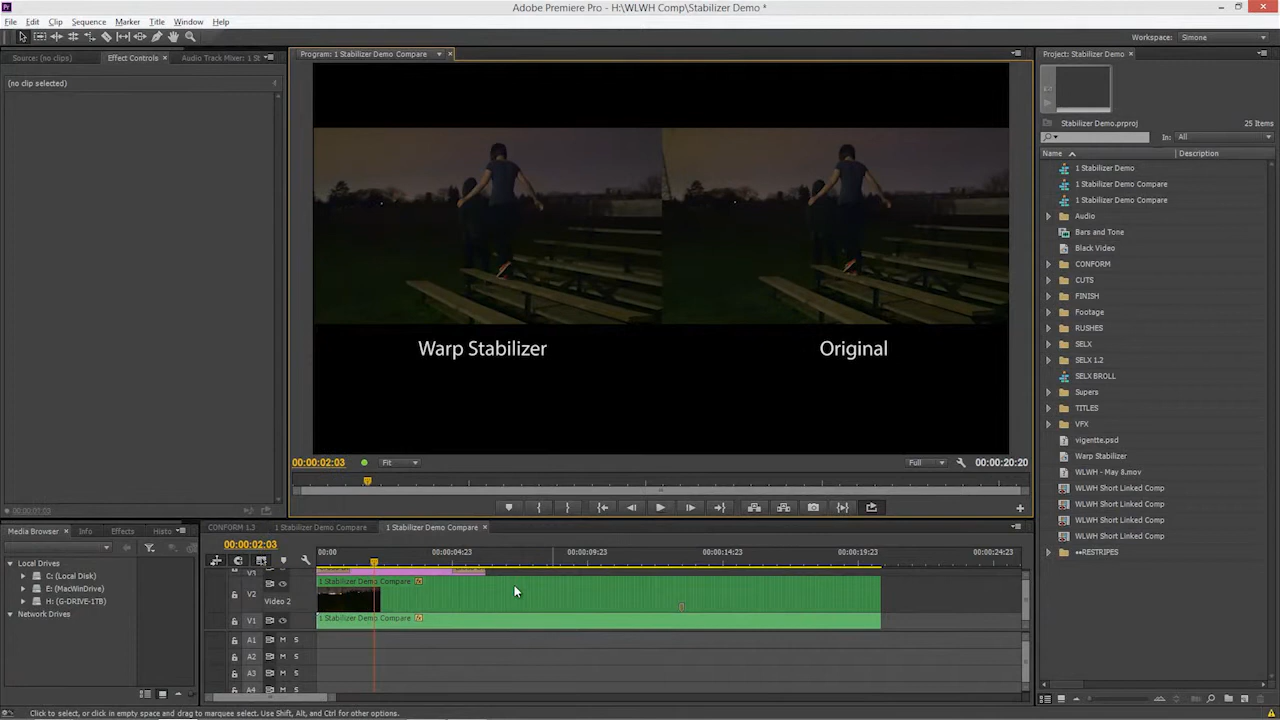 Adobe Premiere Pro - H:\WLWH Comp\Stabilizer Demo *
File Edit Clip Sequence Marker Title Window Help
Workspace: Simone
Source: (no clips) Effect Controls × Audio Track Mixer: 1 St
Program: 1 Stabilizer Demo Compare
Project: Stabilizer Demo ×
(no clip selected)
Stabilizer Demo.prproj 25 Items
In: All
Name Description
1 Stabilizer Demo
1 Stabilizer Demo Compare
1 Stabilizer Demo Compare
Audio
Bars and Tone
Black Video
CONFORM
CUTS
FINISH
Footage
RUSHES
SELX
SELX 1.2
SELX BROLL
Supers
TITLES
VFX
vigentte.psd
Warp Stabilizer
WLWH - May 8.mov
WLWH Short Linked Comp
WLWH Short Linked Comp
WLWH Short Linked Comp
WLWH Short Linked Comp
**RESTRIPES
Warp Stabilizer Original
00:00:02:03 Fit Full 00:00:20:20
00:00:01:03
Media Browser × Info Effects Histo
CONFORM 1.3 1 Stabilizer Demo Compare 1 Stabilizer Demo Compare ×
00:00:02:03
00:00 00:00:04:23 00:00:09:23 00:00:14:23 00:00:19:23 00:00:24:23
Local Drives
C: (Local Disk)
E: (MacWinDrive)
H: (G-DRIVE-1TB)
Network Drives
V3
V2 1 Stabilizer Demo Compare
Video 2
V1 1 Stabilizer Demo Compare
A1 M S
A2 M S
A3 M S
A4 M S
Click to select, or click in empty space and drag to marquee select. Use Shift, Alt, and Ctrl for other options.